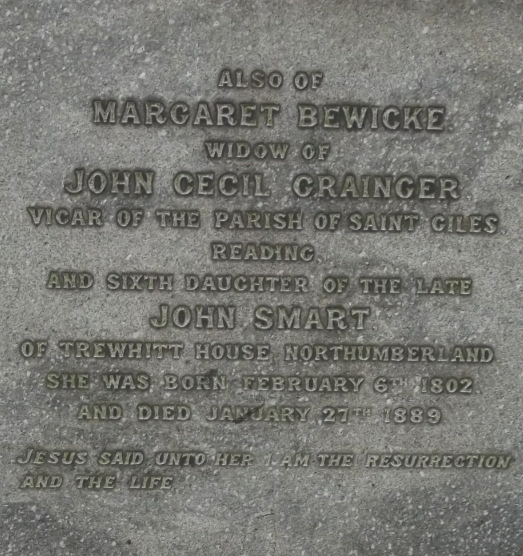 ALSO OF
MARGARET BEWICKE
WIDOW OF
JOHN CECIL GRAINGER
VICAR OF THE PARISH OF SAINT GILES
READING,
AND SIXTH DAUGHTER OF THE LATE
JOHN SMART
OF TREWHITT HOUSE, NORTHUMBERLAND
SHE WAS BORN FEBRUARY 6TH 1802.
AND DIED JANUARY 27TH 1889
JESUS SAID UNTO HER I AM THE RESURRECTION
AND THE LIFE